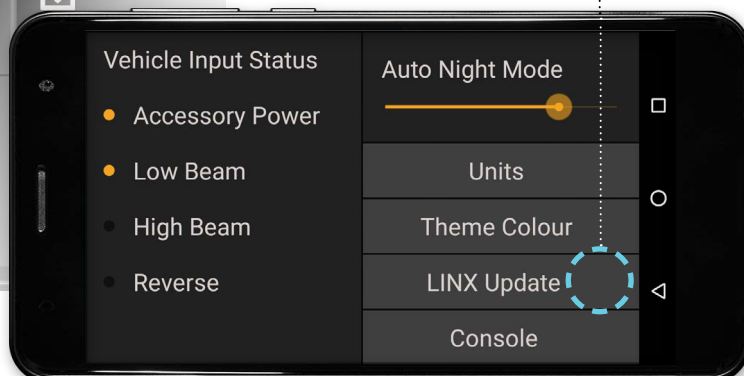 Vehicle Input Status
Accessory Power
Low Beam
High Beam
Reverse
Auto Night Mode
Units
Theme Colour
LINX Update
Console